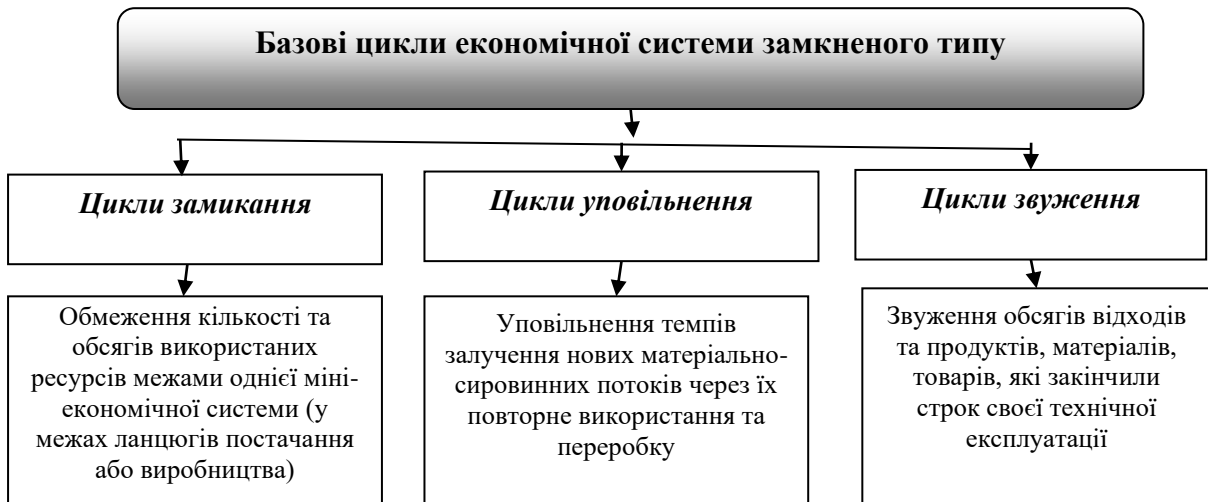 Базові цикли економічної системи замкненого типу
Цикли замикання
Цикли уповільнення
Цикли звуження
Обмеження кількості та
обсягів використаних
ресурсів межами однієї міні-
економічної системи (у
межах ланцюгів постачання
або виробництва)
Уповільнення темпів
залучення нових матеріально-
сировинних потоків через їх
повторне використання та
переробку
Звуження обсягів відходів
та продуктів, матеріалів,
товарів, які закінчили
строк своєї технічної
експлуатації